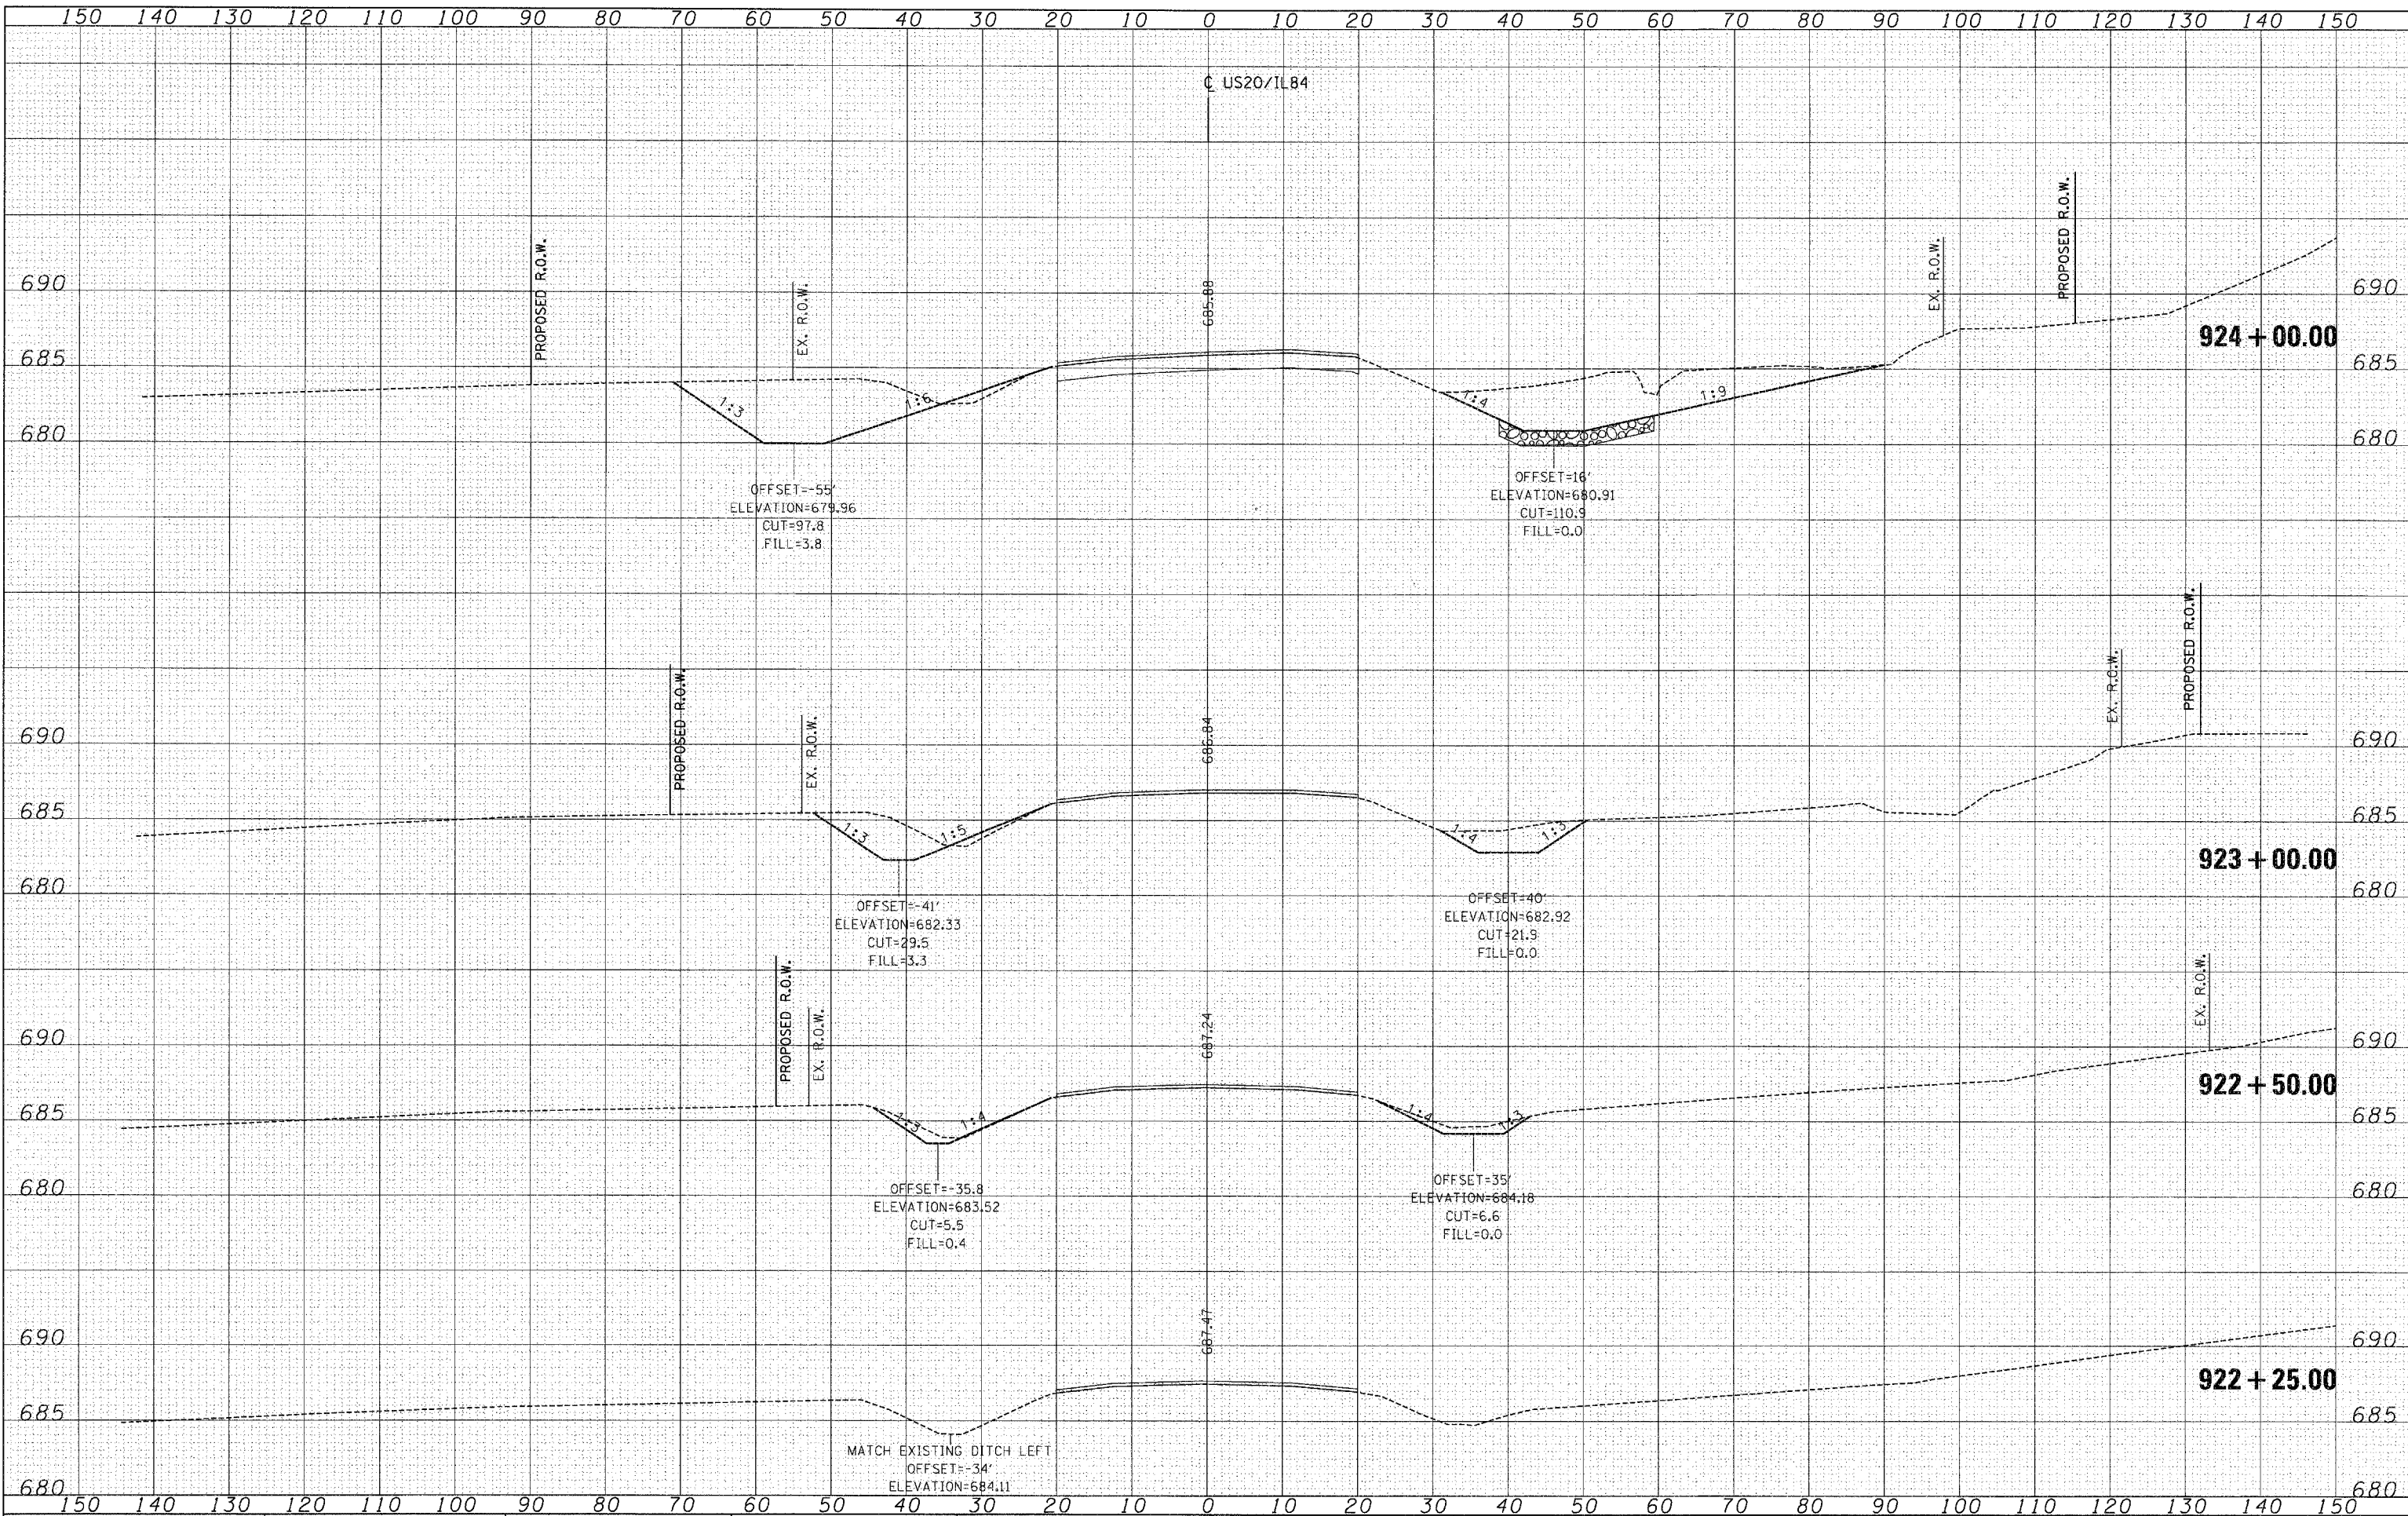 150 140 130 120 110 100 90 80 70 60 50 40 30 20 10 0 10 20 30 40 50 60 70 80 90 100 110 120 130 140 150
℄ US20/IL84
PROPOSED R.O.W.
EX. R.O.W.
685.88
EX. R.O.W.
PROPOSED R.O.W.
690 690
924+00.00
685 685
1:3 1:6 1:4 1:9
680 680
OFFSET=-55'
ELEVATION=679.96
CUT=97.8
FILL=3.8
OFFSET=16'
ELEVATION=680.91
CUT=110.9
FILL=0.0
PROPOSED R.O.W.
EX. R.O.W.
686.84
EX. R.O.W.
PROPOSED R.O.W.
690 690
685 685
1:3 1:5 1:4 1:3
923+00.00
680 680
OFFSET=-41'
ELEVATION=682.33
CUT=29.5
FILL=3.3
OFFSET=40'
ELEVATION=682.92
CUT=21.9
FILL=0.0
PROPOSED R.O.W.
EX. R.O.W.
687.24
EX. R.O.W.
690 690
922+50.00
685 685
1:3 1:4 1:4 1:3
680 680
OFFSET=-35.8
ELEVATION=683.52
CUT=5.5
FILL=0.4
OFFSET=35'
ELEVATION=684.18
CUT=6.6
FILL=0.0
687.47
690 690
922+25.00
685 685
MATCH EXISTING DITCH LEFT
OFFSET=-34'
ELEVATION=684.11
680 680
150 140 130 120 110 100 90 80 70 60 50 40 30 20 10 0 10 20 30 40 50 60 70 80 90 100 110 120 130 140 150